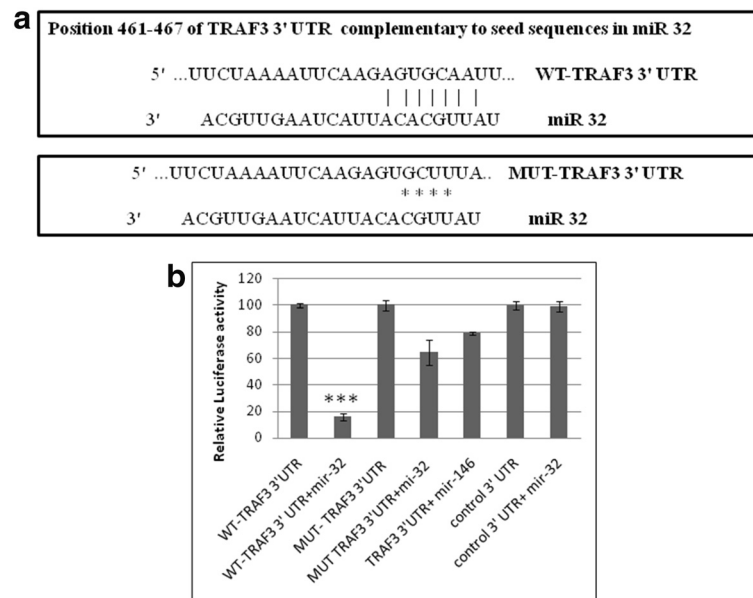 a
Position 461-467 of TRAF3 3' UTR complementary to seed sequences in miR 32
5' ...UUCUAAAAUUCAAGAGUGCAAUU... WT-TRAF3 3' UTR
| | | | | |
3' ACGUUGAAUCAUUACACGUUAU miR 32
5' ...UUCUAAAAUUCAAGAGUGCUUUA.. MUT-TRAF3 3' UTR
* * * *
3' ACGUUGAAUCAUUACACGUUAU miR 32
b
Relative Luciferase activity
120
100
80
60
40
20
0
***
WT-TRAF3 3'UTR
WT-TRAF3 3' UTR+mir-32
MUT- TRAF3 3'UTR
MUT TRAF3 3'UTR+mi-32
TRAF3 3'UTR+ mir-146
control 3' UTR
control 3' UTR+ mir-32